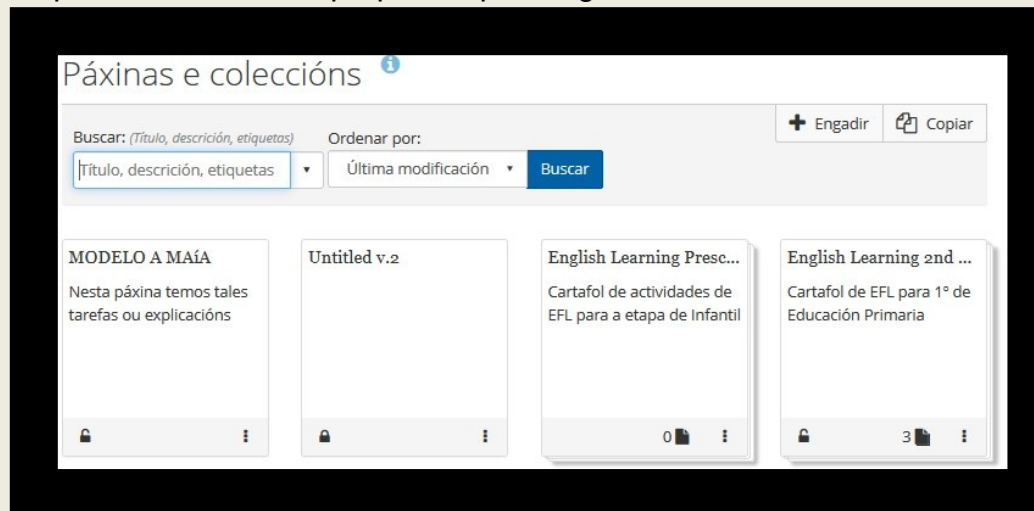 Páxinas e coleccións
Engadir
Copiar
Buscar: (Título, descrición, etiquetas)
Ordenar por:
Título, descrición, etiquetas
Última modificación
Buscar
MODELO A MAíA
Nesta páxina temos tales
tarefas ou explicacións
Untitled v.2
English Learning Presc...
Cartafol de actividades de
EFL para a etapa de Infantil
0
English Learning 2nd ...
Cartafol de EFL para 1º de
Educación Primaria
3